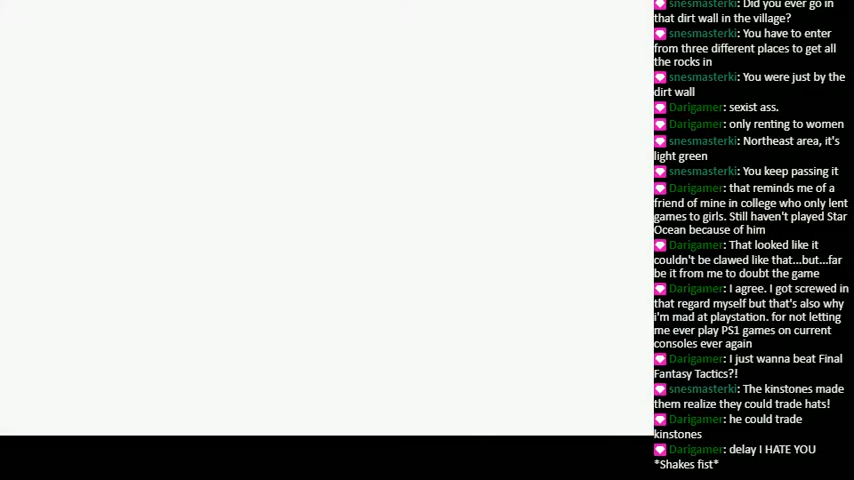 snesmasterki: Did you ever go in
that dirt wall in the village?
snesmasterki: You have to enter
from three different places to get all
the rocks in
snesmasterki: You were just by the
dirt wall
Darigamer: sexist ass.
Darigamer: only renting to women
snesmasterki: Northeast area, it's
light green
snesmasterki: You keep passing it
Darigamer: that reminds me of a
friend of mine in college who only lent
games to girls. Still haven't played Star
Ocean because of him
Darigamer: That looked like it
couldn't be clawed like that...but...far
be it from me to doubt the game
Darigamer: I agree. I got screwed in
that regard myself but that's also why
i'm mad at playstation. for not letting
me ever play PS1 games on current
consoles ever again
Darigamer: I just wanna beat Final
Fantasy Tactics?!
snesmasterki: The kinstones made
them realize they could trade hats!
Darigamer: he could trade
kinstones
Darigamer: delay I HATE YOU
*Shakes fist*